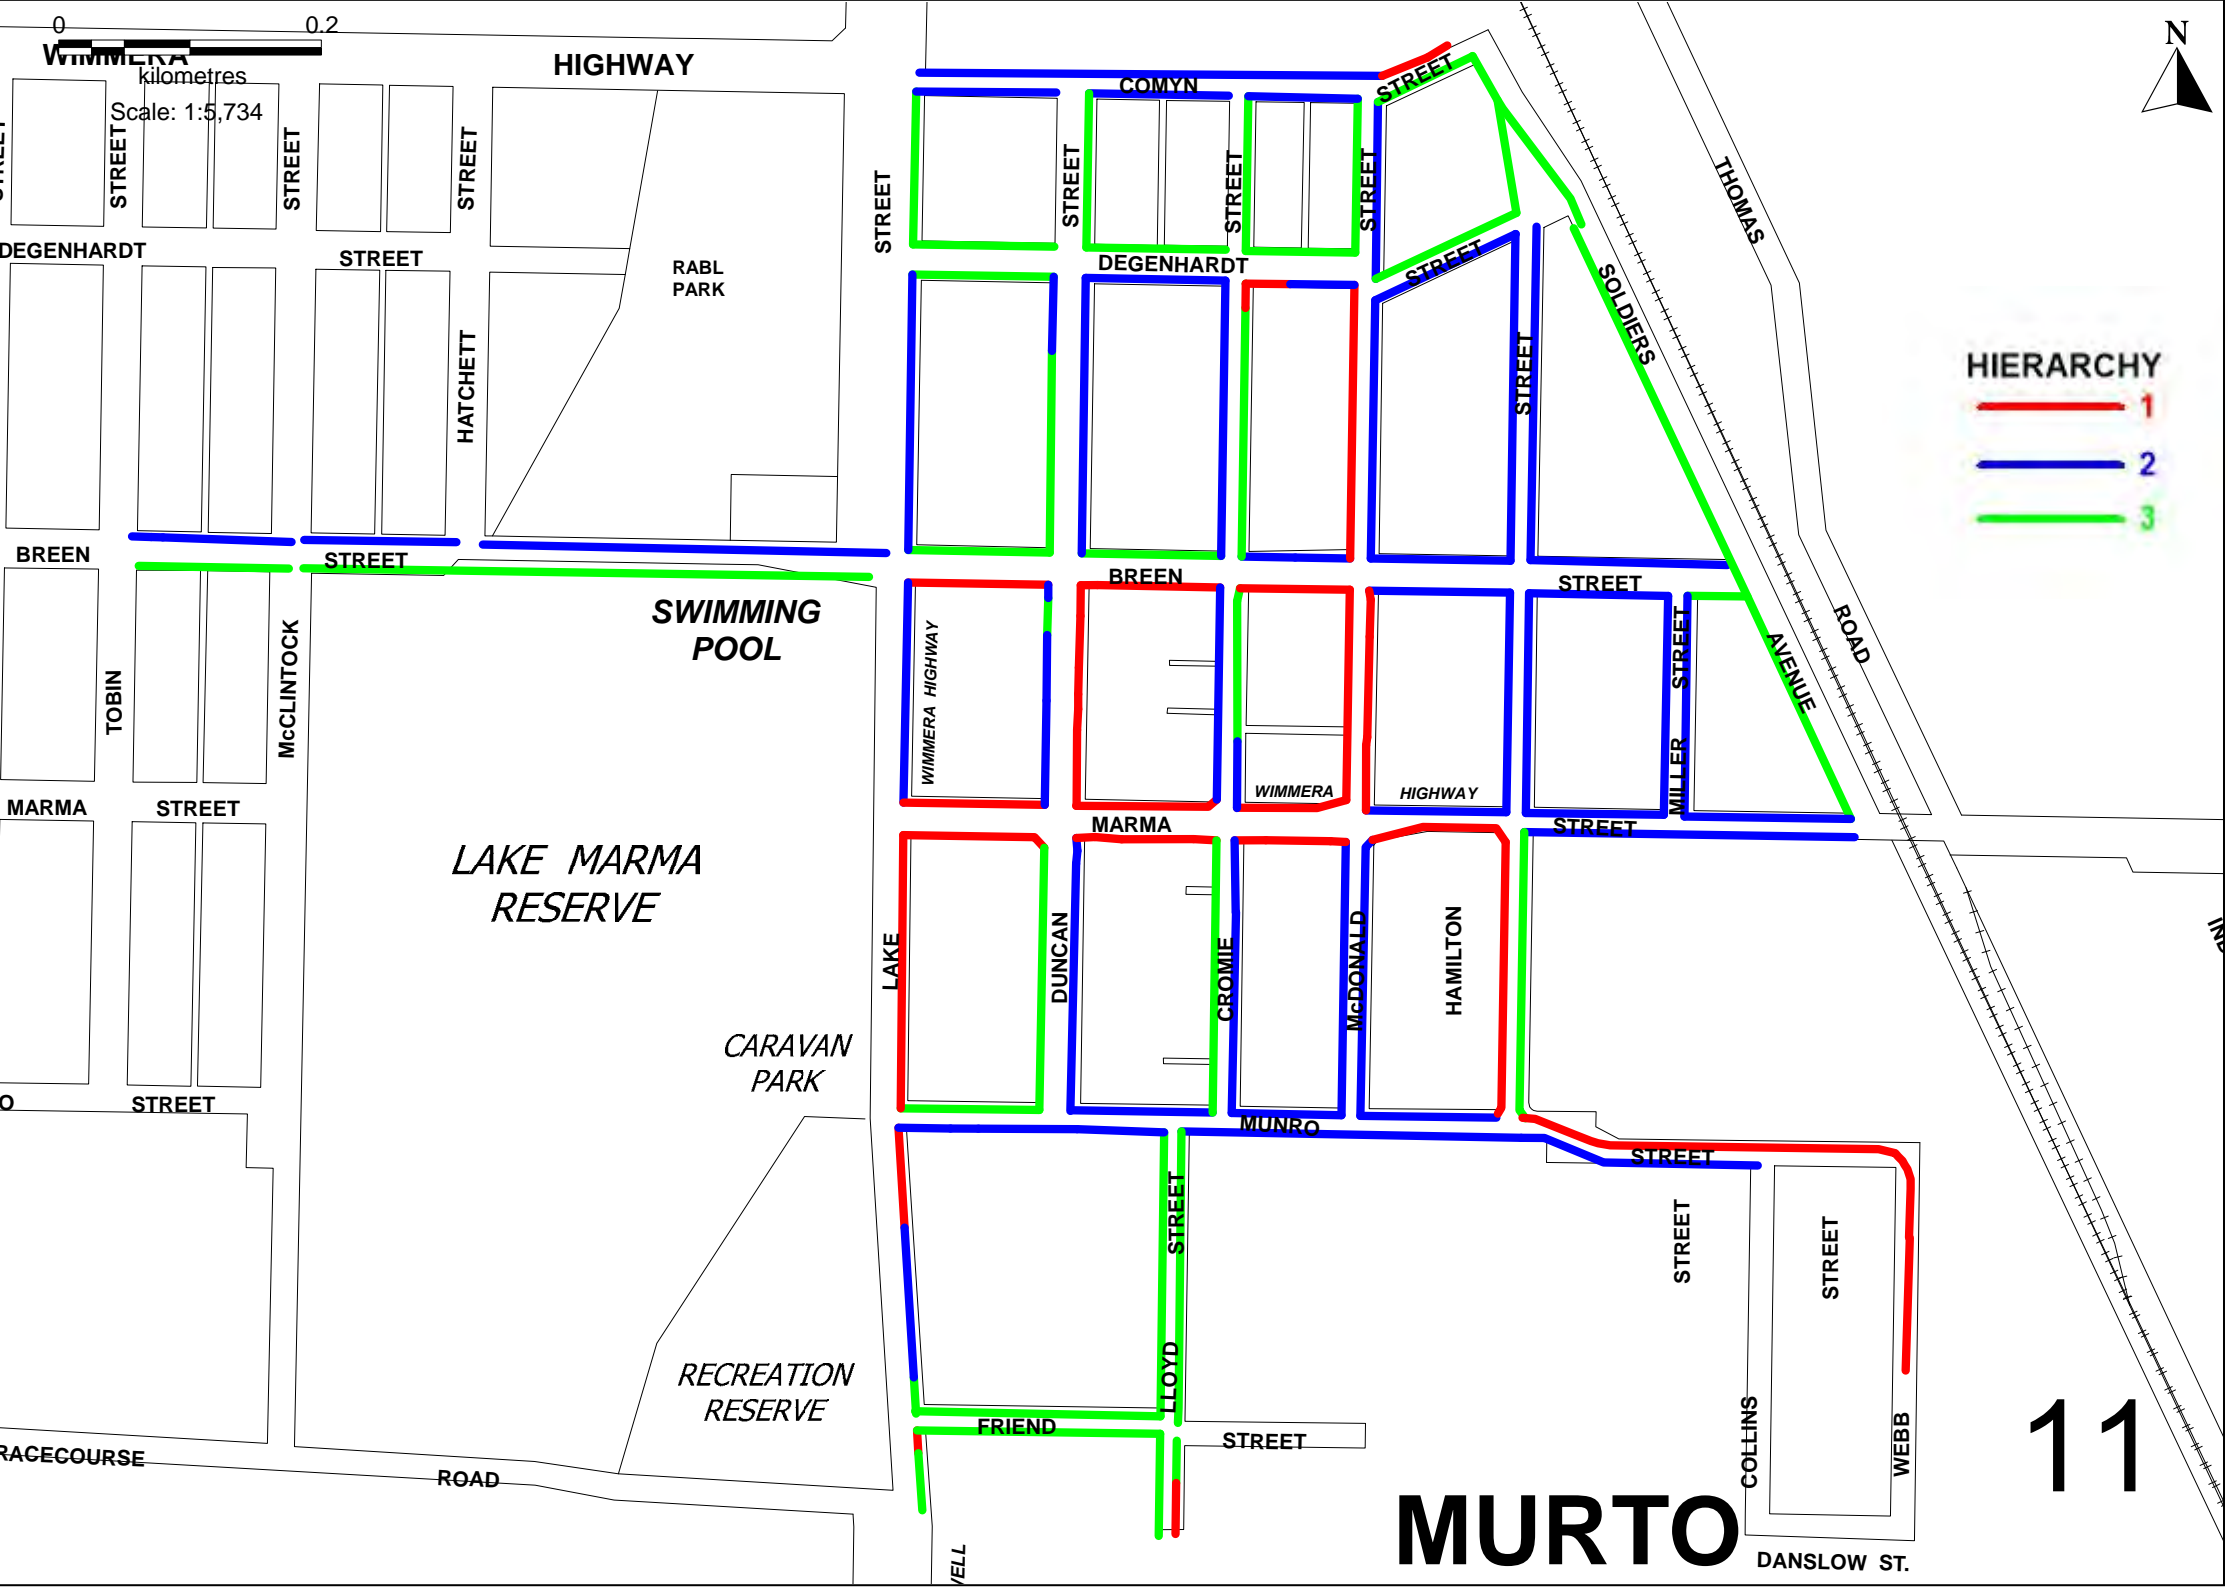 0 0.2
WIMMERA
HIGHWAY
kilometres
Scale: 1:5,734
N
COMYN
STREET
STREET
STREET
STREET
STREET
STREET
STREET
STREET
STREET
THOMAS
DEGENHARDT
STREET
RABL
PARK
DEGENHARDT
STREET
SOLDIERS
HATCHETT
STREET
HIERARCHY
1
2
3
BREEN
STREET
BREEN
STREET
SWIMMING
POOL
TOBIN
McCLINTOCK
WIMMERA HIGHWAY
STREET
MILLER
AVENUE
ROAD
WIMMERA
HIGHWAY
MARMA
STREET
MARMA
STREET
LAKE MARMA
RESERVE
LAKE
DUNCAN
CROMIE
McDONALD
HAMILTON
CARAVAN
PARK
O
STREET
MUNRO
STREET
STREET
STREET
STREET
LLOYD
RECREATION
RESERVE
FRIEND
STREET
COLLINS
WEBB
11
RACECOURSE
ROAD
MURTO
DANSLOW ST.